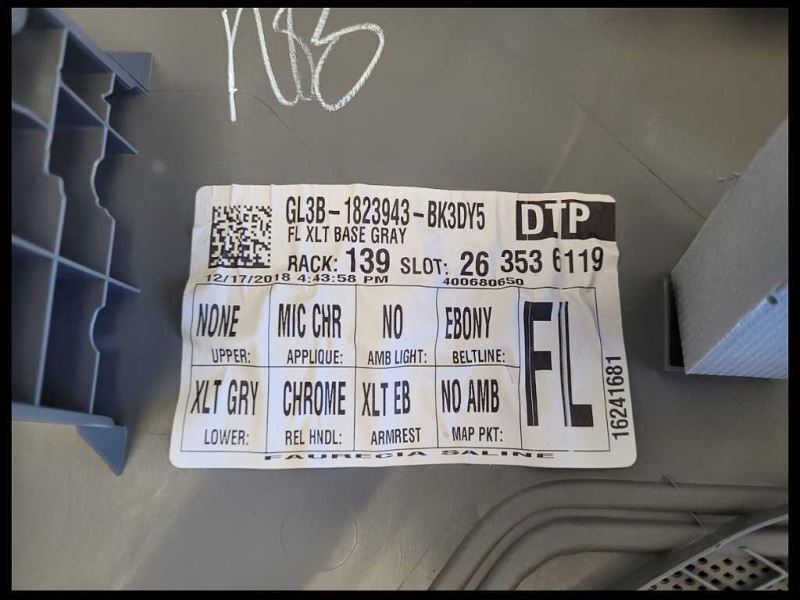 GL3B-1823943-BK3DY5
DTP
FL XLT BASE GRAY
RACK: 139 SLOT: 26 353 6119
12/17/2018 4:43:58 PM
400680650
NONE MIC CHR NO EBONY
UPPER: APPLIQUE: AMB LIGHT: BELTLINE:
FL
XLT GRY CHROME XLT EB NO AMB
LOWER: REL HNDL: ARMREST MAP PKT:
16241681
FAURECIA SALINE